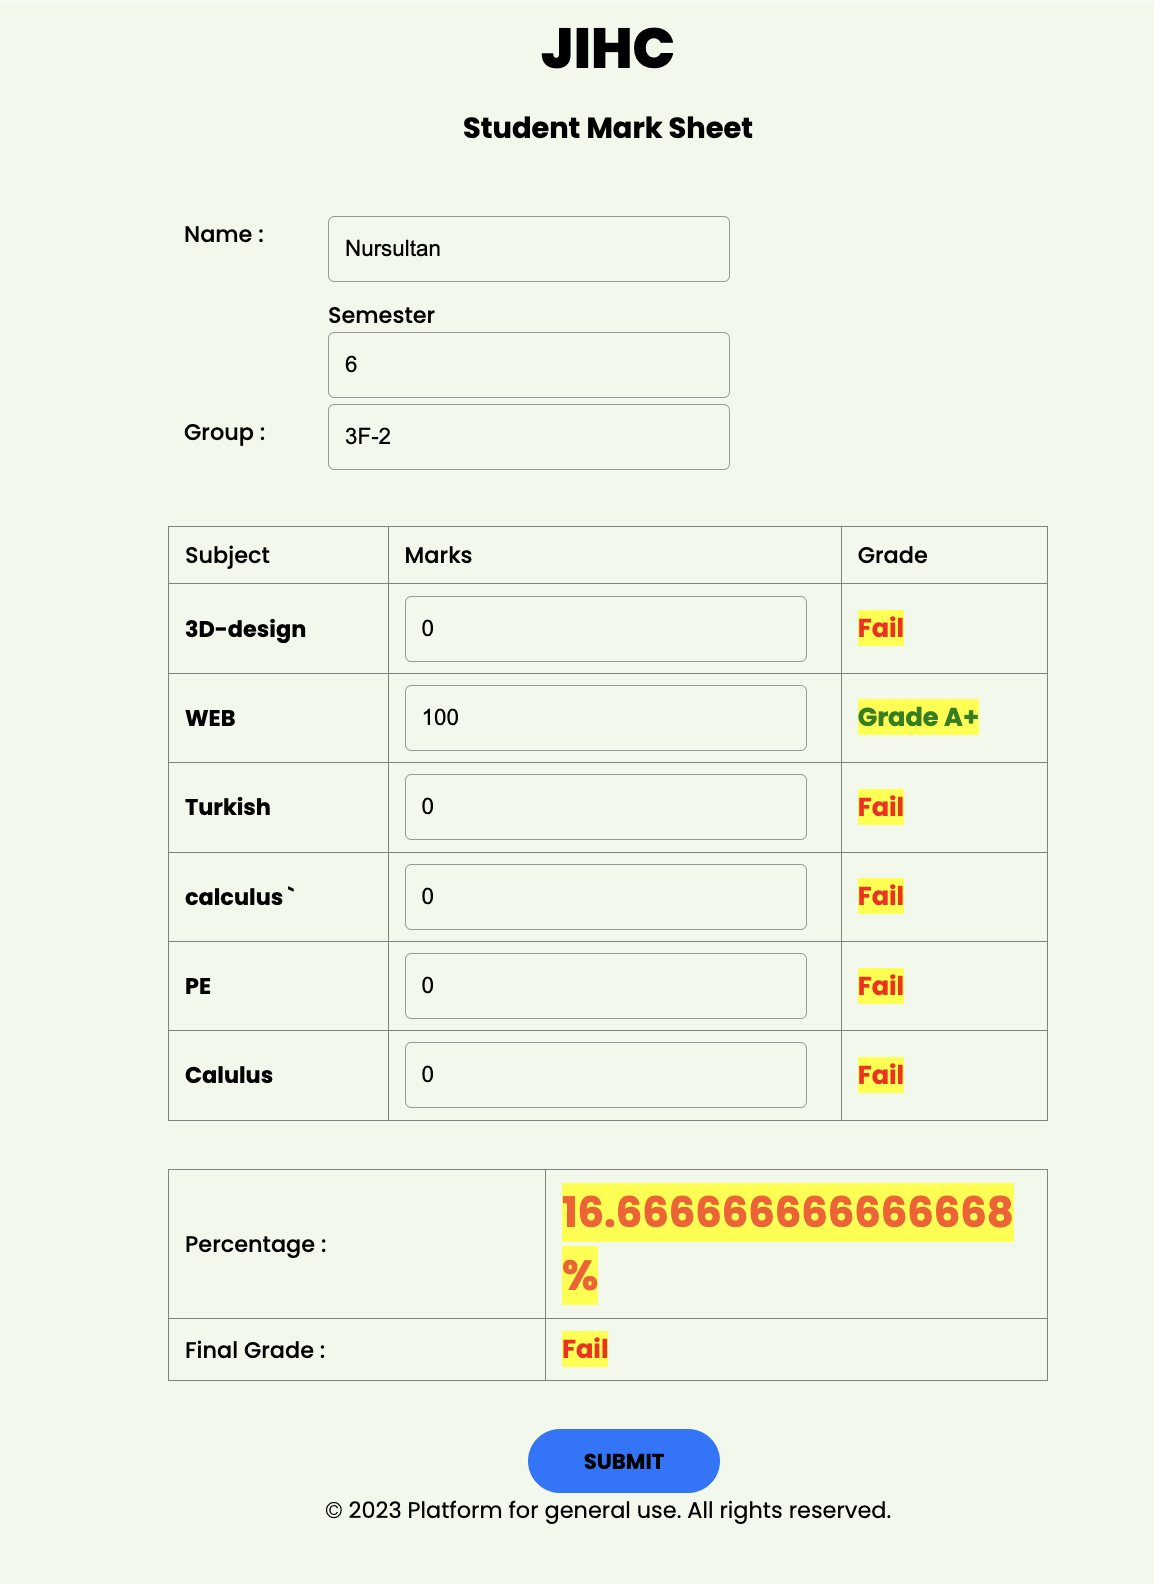 JIHC
Student Mark Sheet
Name :
Nursultan
Semester
6
Group :
3F-2
Subject Marks Grade
3D-design 0 Fail
WEB 100 Grade A+
Turkish 0 Fail
calculus` 0 Fail
PE 0 Fail
Calulus 0 Fail
Percentage :
16.666666666666668
%
Final Grade : Fail
SUBMIT
© 2023 Platform for general use. All rights reserved.